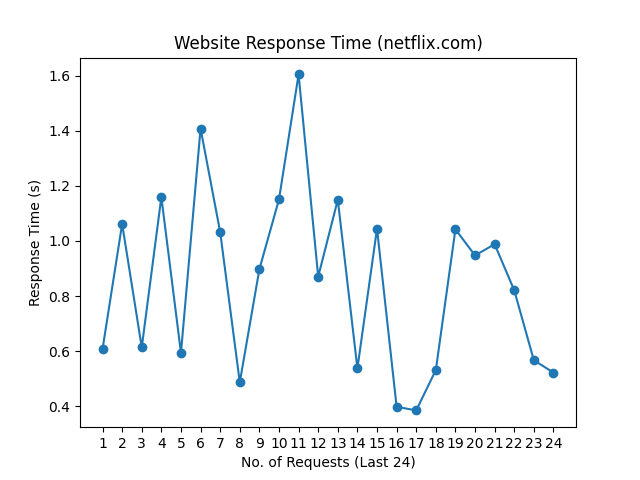 Website Response Time (netflix.com)
Response Time (s)
1.6
1.4
1.2
1.0
0.8
0.6
0.4
1 2 3 4 5 6 7 8 9 10 11 12 13 14 15 16 17 18 19 20 21 22 23 24
No. of Requests (Last 24)